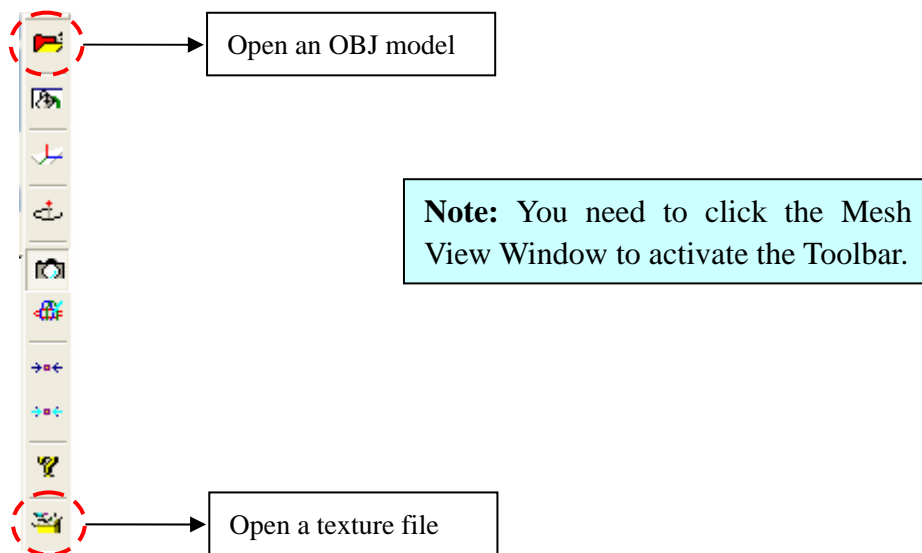 Open an OBJ model
Note: You need to click the Mesh
View Window to activate the Toolbar.
Open a texture file